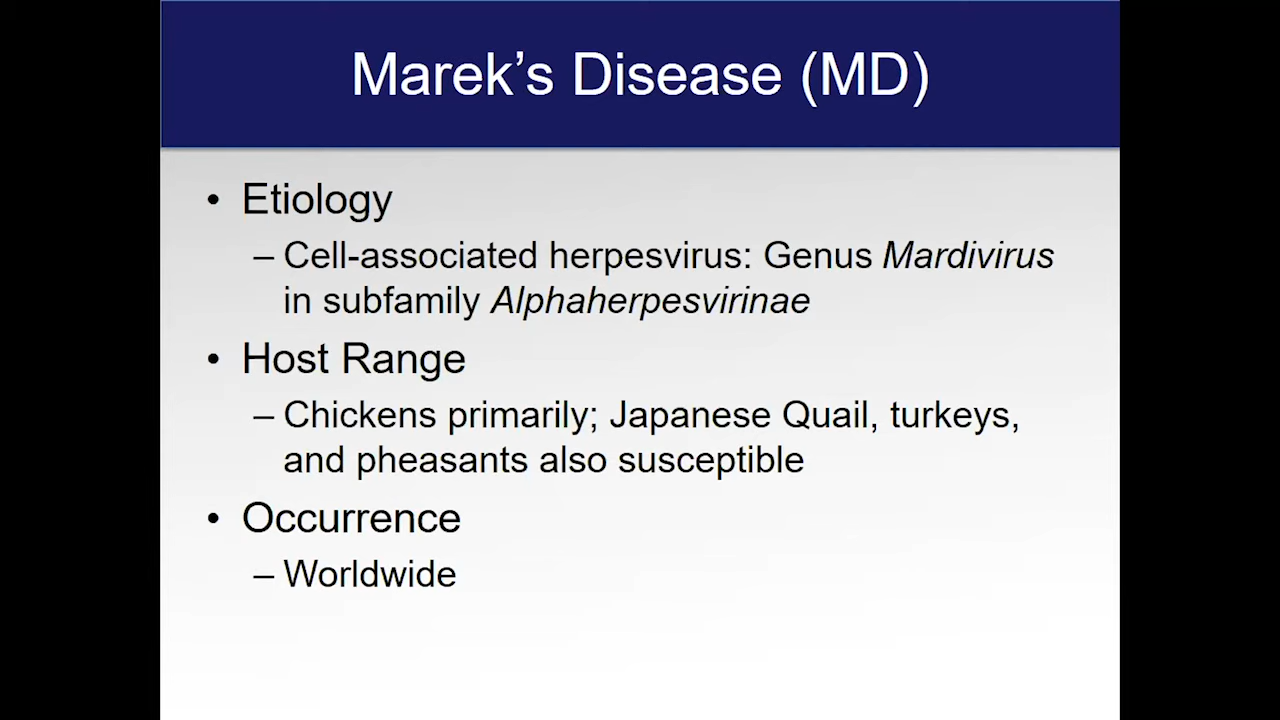 Marek’s Disease (MD)
• Etiology
– Cell-associated herpesvirus: Genus Mardivirus
in subfamily Alphaherpesvirinae
• Host Range
– Chickens primarily; Japanese Quail, turkeys,
and pheasants also susceptible
• Occurrence
– Worldwide